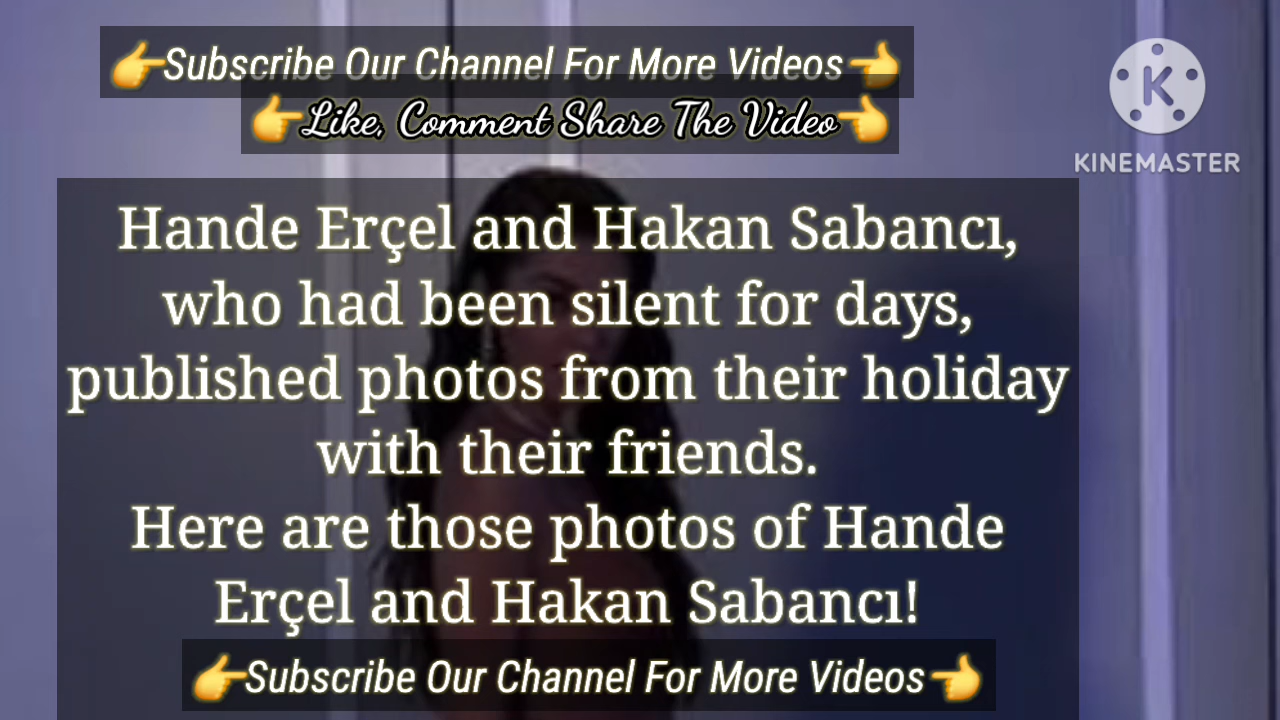 👉Subscribe Our Channel For More Videos👈
👉Like, Comment Share The Video👈
KINEMASTER
Hande Erçel and Hakan Sabancı,
who had been silent for days,
published photos from their holiday
with their friends.
Here are those photos of Hande
Erçel and Hakan Sabancı!
👉Subscribe Our Channel For More Videos👈